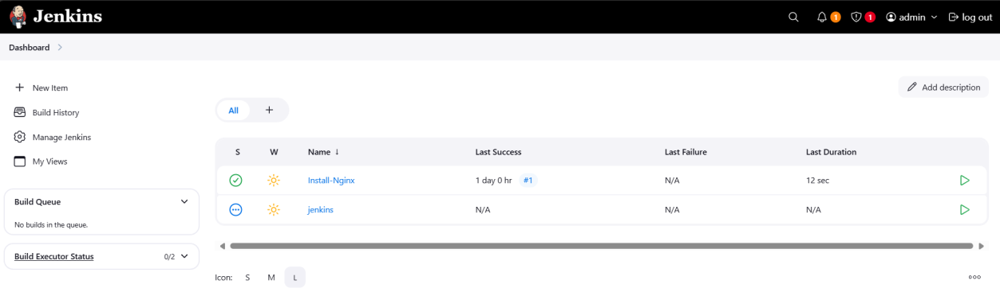 Jenkins
1 1 admin log out
Dashboard
New Item
Add description
Build History
All +
Manage Jenkins
My Views
S W Name ↓ Last Success Last Failure Last Duration
Install-Nginx 1 day 0 hr #1 N/A 12 sec
jenkins N/A N/A N/A
Build Queue
No builds in the queue.
Build Executor Status 0/2
Icon: S M L